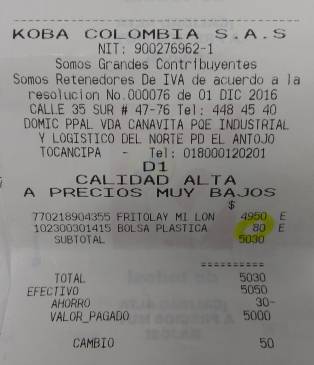 KOBA COLOMBIA S.A.S
NIT: 900276962-1
Somos Grandes Contribuyentes
Somos Retenedores De IVA de acuerdo a la
resolucion No.000076 de 01 DIC 2016
CALLE 35 SUR # 47-76 Tel: 448 45 40
DOMIC PPAL VDA CANAVITA PQE INDUSTRIAL
Y LOGISTICO DEL NORTE PD EL ANTOJO
TOCANCIPA - Tel: 018000120201
D1
CALIDAD ALTA
A PRECIOS MUY BAJOS
$
770218904355 FRITOLAY MI LON 4950 E
102300301415 BOLSA PLASTICA 80 E
SUBTOTAL 5030
==========
TOTAL 5030
EFECTIVO 5050
AHORRO 30-
VALOR_PAGADO 5000
CAMBIO 50